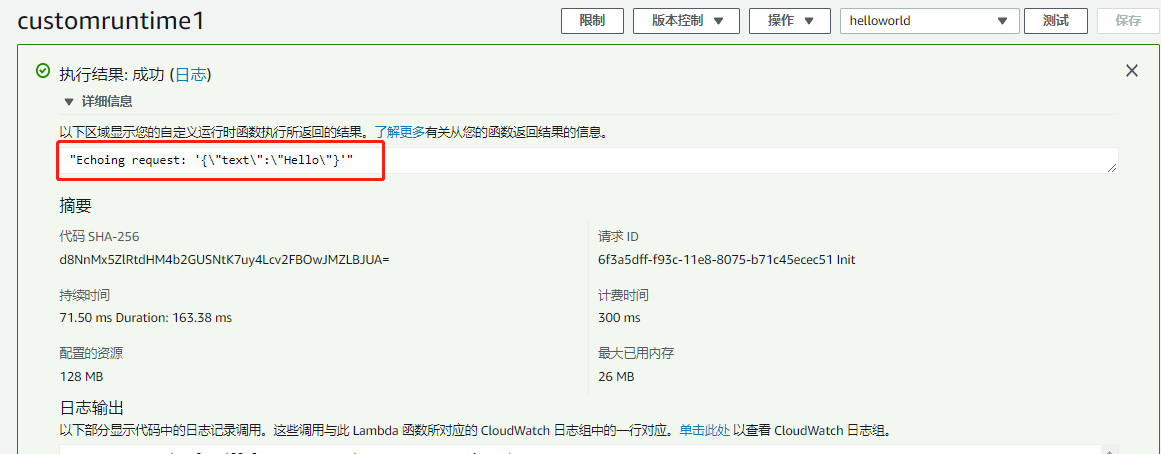 customruntime1
限制
版本控制
操作
helloworld
测试
保存
执行结果: 成功 (日志)
详细信息
以下区域显示您的自定义运行时函数执行所返回的结果。了解更多有关从您的函数返回结果的信息。
"Echoing request: '{\"text\":\"Hello\"}'"
摘要
代码 SHA-256
d8NnMx5ZlRtdHM4b2GUSNtK7uy4Lcv2FBOwJMZLBJUA=
请求 ID
6f3a5dff-f93c-11e8-8075-b71c45ecec51 Init
持续时间
71.50 ms Duration: 163.38 ms
计费时间
300 ms
配置的资源
128 MB
最大已用内存
26 MB
日志输出
以下部分显示代码中的日志记录调用。这些调用与此 Lambda 函数所对应的 CloudWatch 日志组中的一行对应。单击此处 以查看 CloudWatch 日志组。